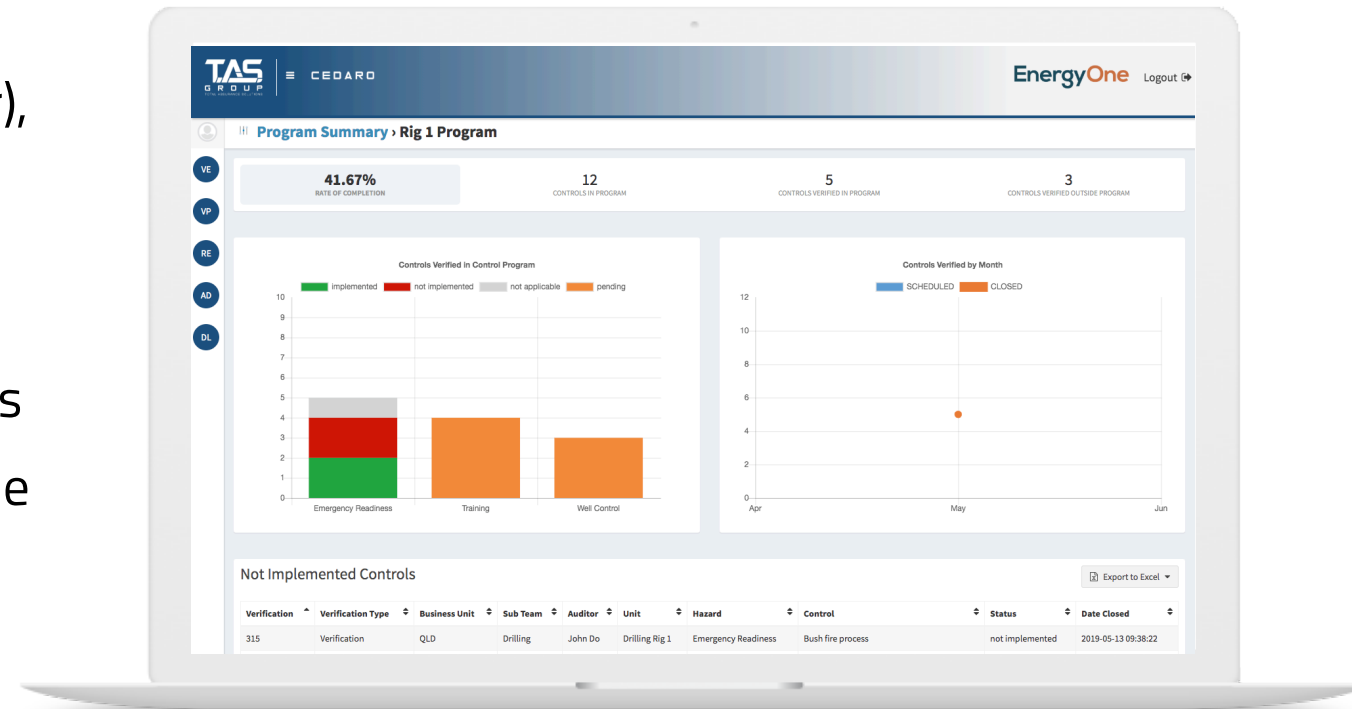 ),
s
e
TAS
GROUP
TOTAL ASSURANCE SOLUTIONS
≡ CEDARO
EnergyOne Logout
Program Summary › Rig 1 Program
VE
VP
RE
AD
DL
41.67%
RATE OF COMPLETION
12
CONTROLS IN PROGRAM
5
CONTROLS VERIFIED IN PROGRAM
3
CONTROLS VERIFIED OUTSIDE PROGRAM
Controls Verified in Control Program
implemented not implemented not applicable pending
10
9
8
7
6
5
4
3
2
1
0
Emergency Readiness Training Well Control
Controls Verified by Month
SCHEDULED CLOSED
12
10
8
6
4
2
0
Apr May Jun
Not Implemented Controls
Export to Excel
Verification Verification Type Business Unit Sub Team Auditor Unit Hazard Control Status Date Closed
315 Verification QLD Drilling John Do Drilling Rig 1 Emergency Readiness Bush fire process not implemented 2019-05-13 09:38:22